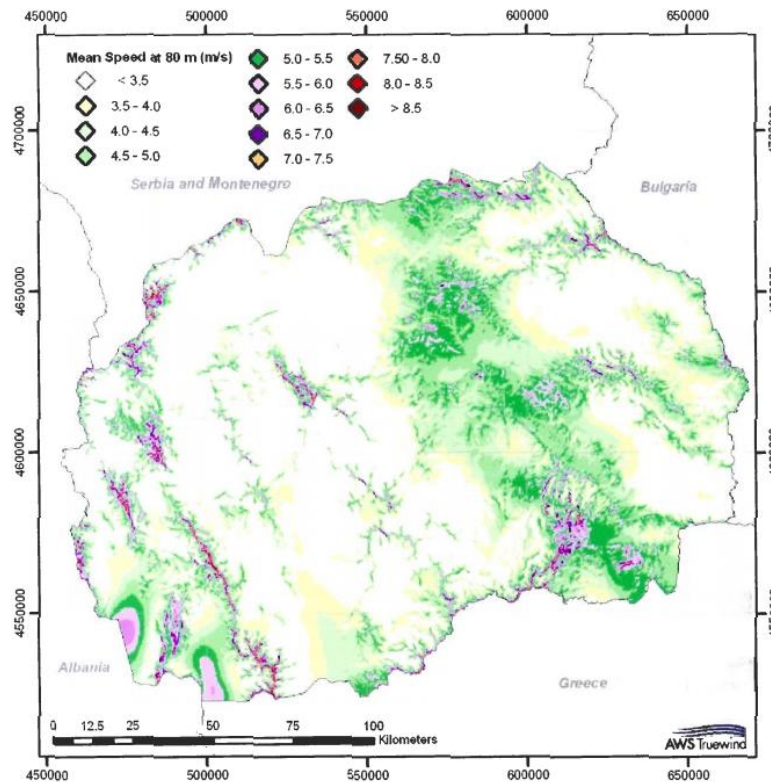 450000 500000 550000 600000 650000
Mean Speed at 80 m (m/s)
< 3.5
3.5 - 4.0
4.0 - 4.5
4.5 - 5.0
5.0 - 5.5
5.5 - 6.0
6.0 - 6.5
6.5 - 7.0
7.0 - 7.5
7.50 - 8.0
8.0 - 8.5
> 8.5
4700000
Serbia and Montenegro
Bulgaria
4650000
4600000
4550000
Albania
Greece
0 12.5 25 50 75 100
Kilometers
AWS Truewind
450000 500000 550000 600000 650000